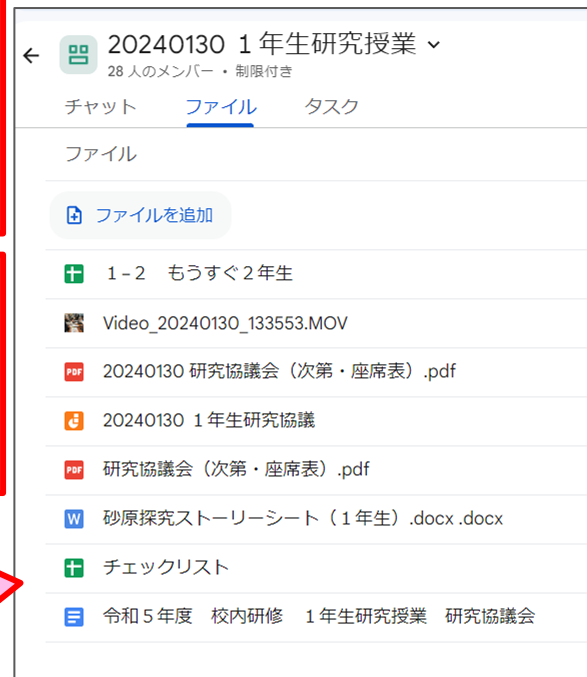 20240130 １年生研究授業
28 人のメンバー • 制限付き
チャット ファイル タスク
ファイル
ファイルを追加
１−２　もうすぐ２年生
Video_20240130_133553.MOV
PDF 20240130 研究協議会（次第・座席表）.pdf
20240130 １年生研究協議
PDF 研究協議会（次第・座席表）.pdf
W 砂原探究ストーリーシート（１年生）.docx .docx
チェックリスト
令和５年度　校内研修　１年生研究授業　研究協議会